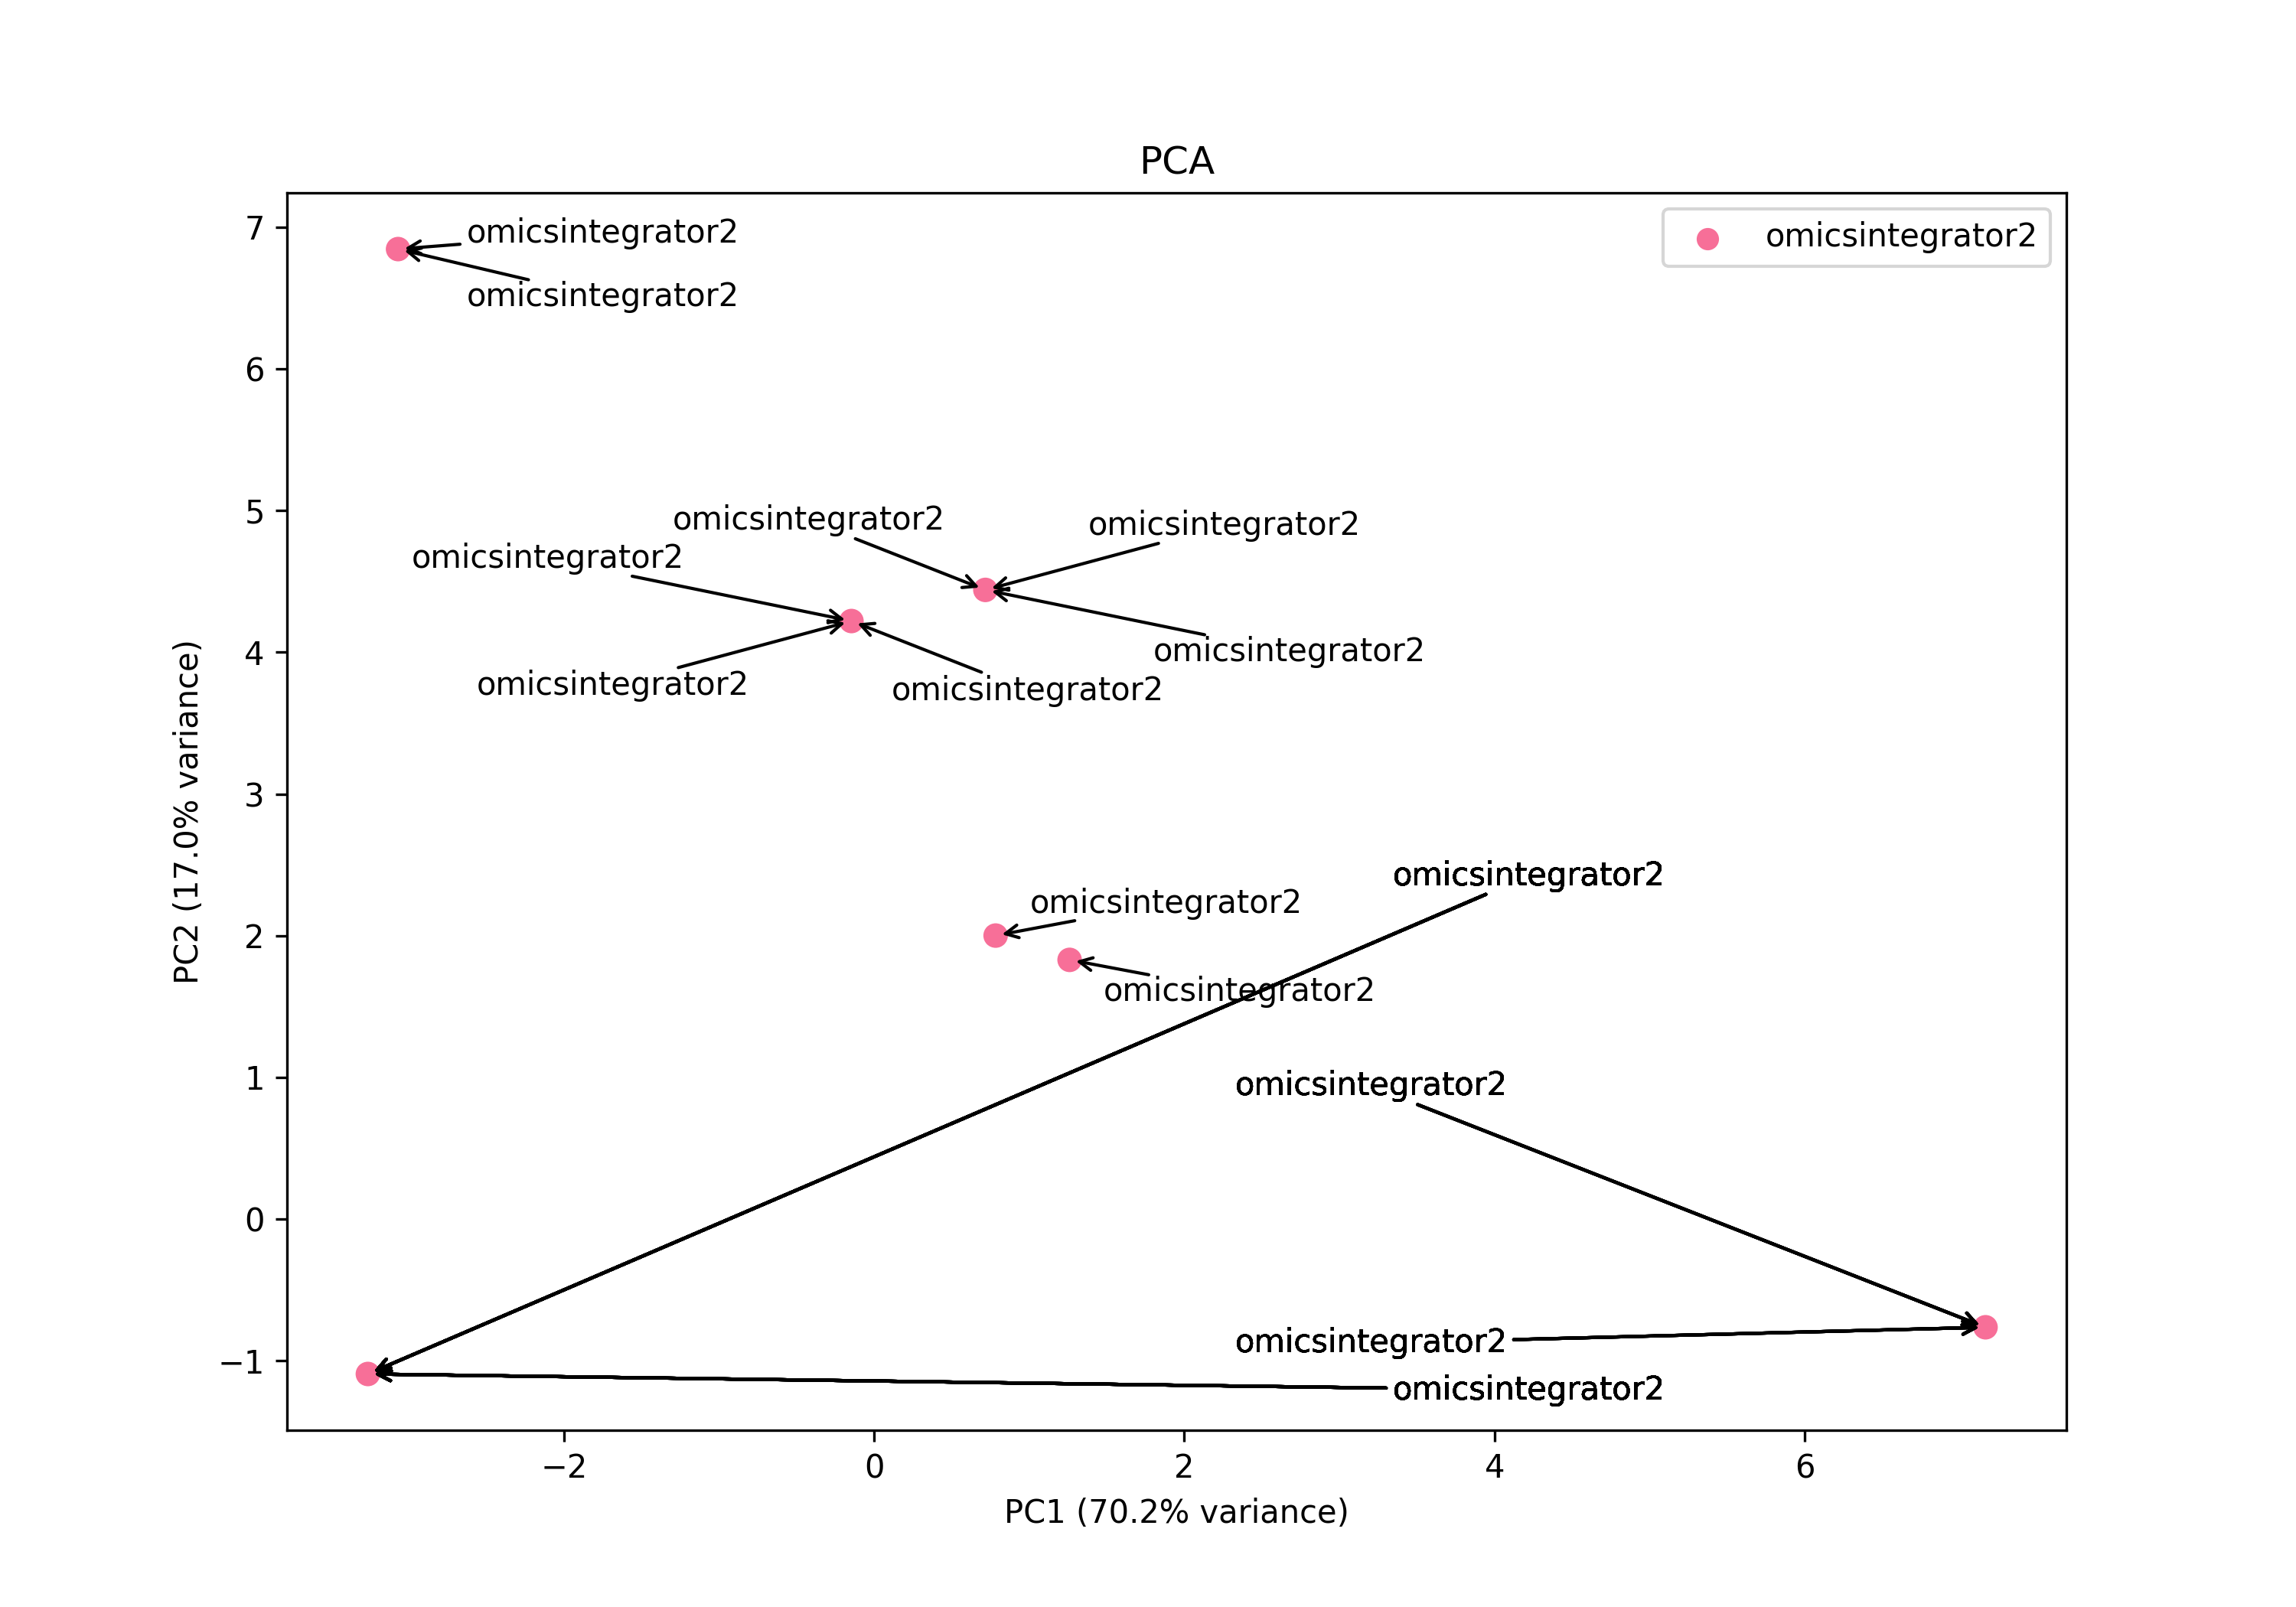 PCA
7
omicsintegrator2
omicsintegrator2
omicsintegrator2
6
5
omicsintegrator2
omicsintegrator2
omicsintegrator2
4
omicsintegrator2
omicsintegrator2
omicsintegrator2
3
omicsintegrator2
omicsintegrator2
2
omicsintegrator2
1
omicsintegrator2
0
omicsintegrator2
−1
omicsintegrator2
PC2 (17.0% variance)
−2
0
2
4
6
PC1 (70.2% variance)